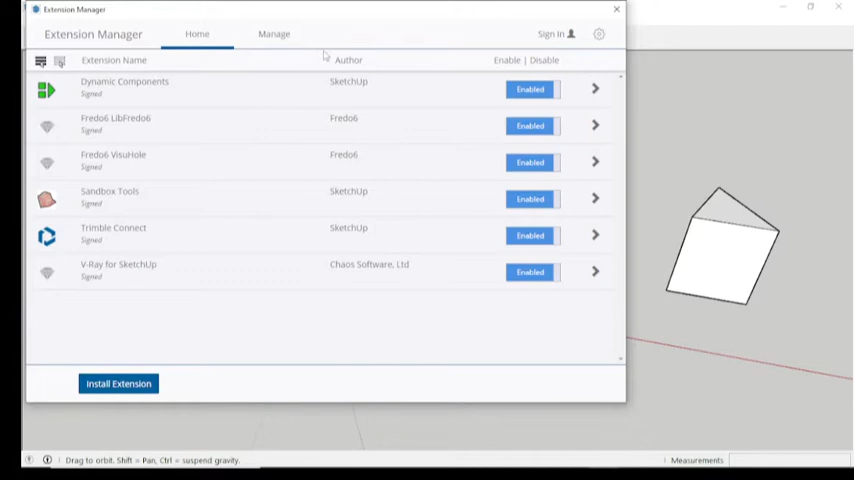 Extension Manager
Extension Manager Home Manage Sign In
Extension Name Author Enable | Disable
Dynamic Components SketchUp Enabled
Signed
Fredo6 LibFredo6 Fredo6 Enabled
Signed
Fredo6 VisuHole Fredo6 Enabled
Signed
Sandbox Tools SketchUp Enabled
Signed
Trimble Connect SketchUp Enabled
Signed
V-Ray for SketchUp Chaos Software, Ltd Enabled
Signed
Install Extension
Drag to orbit. Shift = Pan, Ctrl = suspend gravity. Measurements